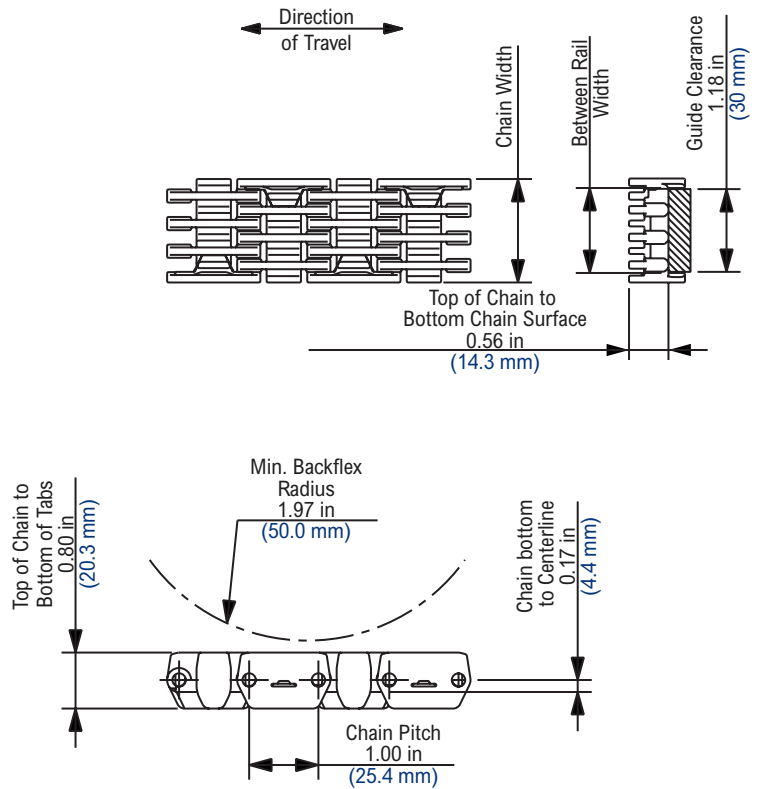 Direction
of Travel
Chain Width
Between Rail
Width
Guide Clearance
1.18 in
(30 mm)
Top of Chain to
Bottom Chain Surface
0.56 in
(14.3 mm)
Top of Chain to
Bottom of Tabs
0.80 in
(20.3 mm)
Min. Backflex
Radius
1.97 in
(50.0 mm)
Chain bottom
to Centerline
0.17 in
(4.4 mm)
Chain Pitch
1.00 in
(25.4 mm)